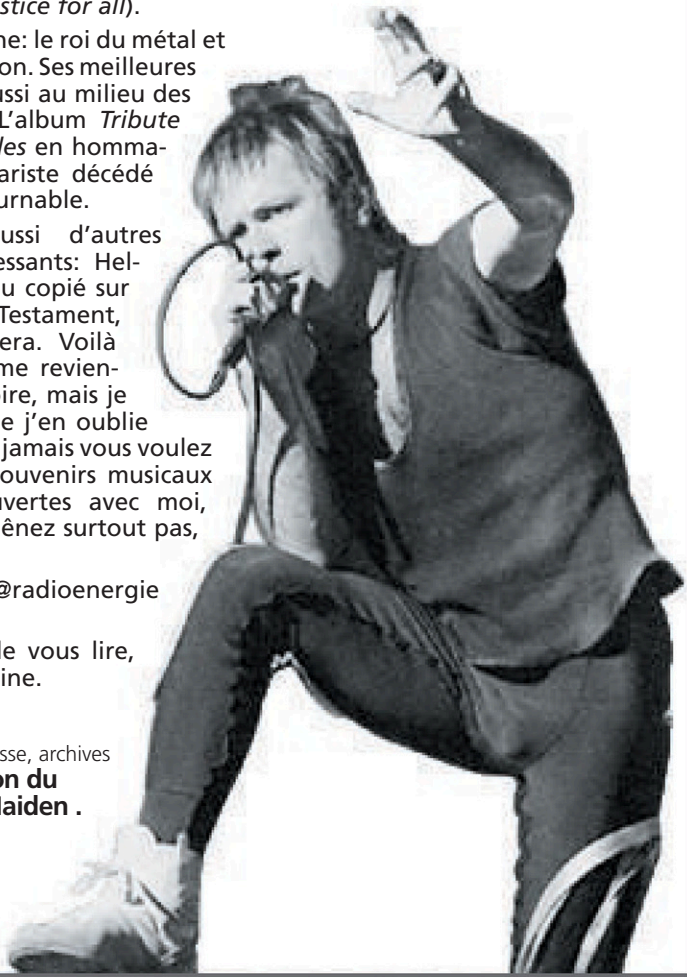 stice for all).
ne: le roi du métal et
on. Ses meilleures
ussi au milieu des
L'album Tribute
les en homma-
ariste décédé
urnable.
ussi d'autres
essants: Hel-
u copié sur
Testament,
era. Voilà
me revien-
ire, mais je
e j'en oublie
jamais vous voulez
ouvenirs musicaux
uvertes avec moi,
ênez surtout pas,
@radioenergie
le vous lire,
ine.
sse, archives
on du
Maiden .